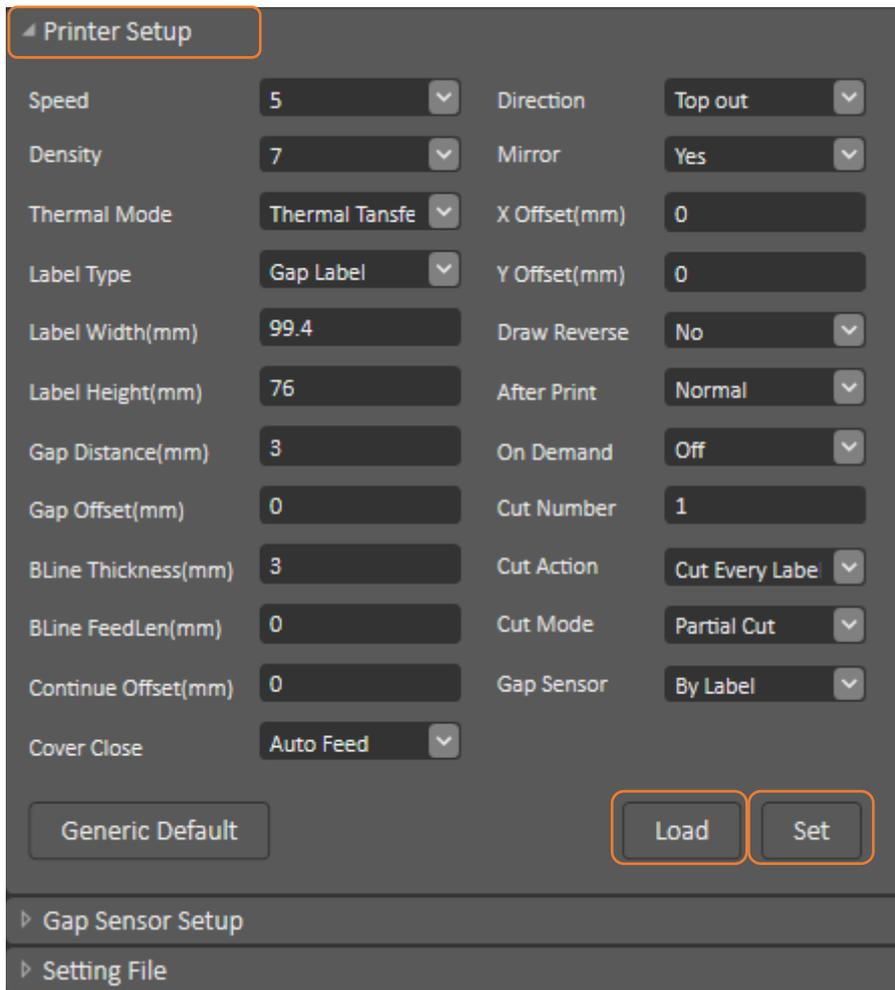 Printer Setup
Speed 5 Direction Top out
Density 7 Mirror Yes
Thermal Mode Thermal Tansfe X Offset(mm) 0
Label Type Gap Label Y Offset(mm) 0
Label Width(mm) 99.4 Draw Reverse No
Label Height(mm) 76 After Print Normal
Gap Distance(mm) 3 On Demand Off
Gap Offset(mm) 0 Cut Number 1
BLine Thickness(mm) 3 Cut Action Cut Every Label
BLine FeedLen(mm) 0 Cut Mode Partial Cut
Continue Offset(mm) 0 Gap Sensor By Label
Cover Close Auto Feed
Generic Default Load Set
Gap Sensor Setup
Setting File